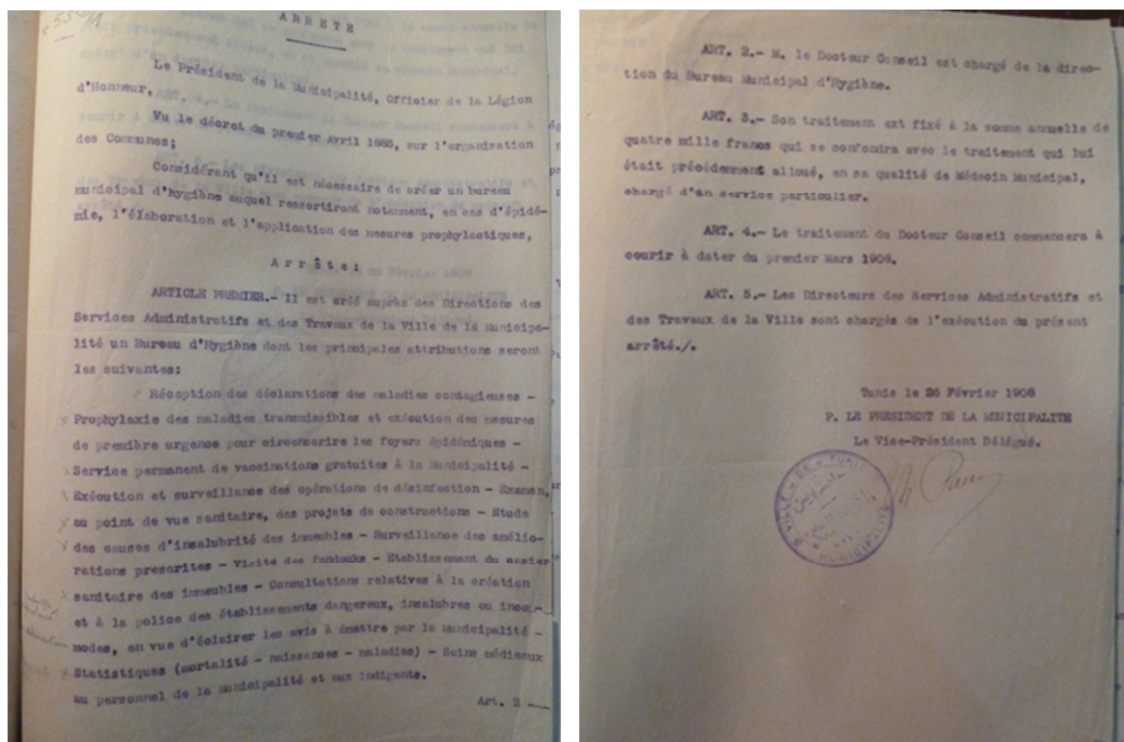 ARRETE
Le Président de la Municipalité, Officier de la Légion
d'Honneur,
Vu le décret du premier Avril 1885, sur l'organisation
des Communes;
Considérant qu'il est nécessaire de créer un bureau
municipal d'hygiène auquel ressortiront notamment, en cas d'épidé-
mie, l'élaboration et l'application des mesures prophylactiques,
Arrête:
ARTICLE PREMIER.- Il est créé auprès des Directions des
Services Administratifs et des Travaux de la Ville de la Municipa-
lité un Bureau d'Hygiène dont les principales attributions seront
les suivantes:
Réception des déclarations des maladies contagieuses -
Prophylaxie des maladies transmissibles et exécution des mesures
de première urgence pour circonscrire les foyers épidémiques -
Service permanent de vaccinations gratuites à la Municipalité -
Exécution et surveillance des opérations de désinfection - Examen,
au point de vue sanitaire, des projets de constructions - Etude
des causes d'insalubrité des immeubles - Surveillance des amélio-
rations prescrites - Visite des fondouks - Etablissement du casier
sanitaire des immeubles - Consultations relatives à la création
et à la police des établissements dangereux, insalubres ou incom-
modes, en vue d'éclairer les avis à émettre par la Municipalité -
Statistiques (mortalité - naissances - maladies) - Soins médicaux
au personnel de la Municipalité et aux indigents.
Art. 2
ART. 2.- M. le Docteur Conseil est chargé de la direc-
tion du Bureau Municipal d'Hygiène.
ART. 3.- Son traitement ext fixé à la somme annuelle de
quatre mille francs qui se confondra avec le traitement qui lui
était précédemment alloué, en sa qualité de Médecin Municipal,
chargé d'un service particulier.
ART. 4.- Le traitement du Docteur Conseil commencera à
courir à dater du premier Mars 1906.
ART. 5.- Les Directeurs des Services Administratifs et
des Travaux de la Ville sont chargés de l'exécution du présent
arrêté./.
Tunis le 26 Février 1906
P. LE PRESIDENT DE LA MUNICIPALITE
Le Vice-Président Délégué.
VILLE DE TUNIS